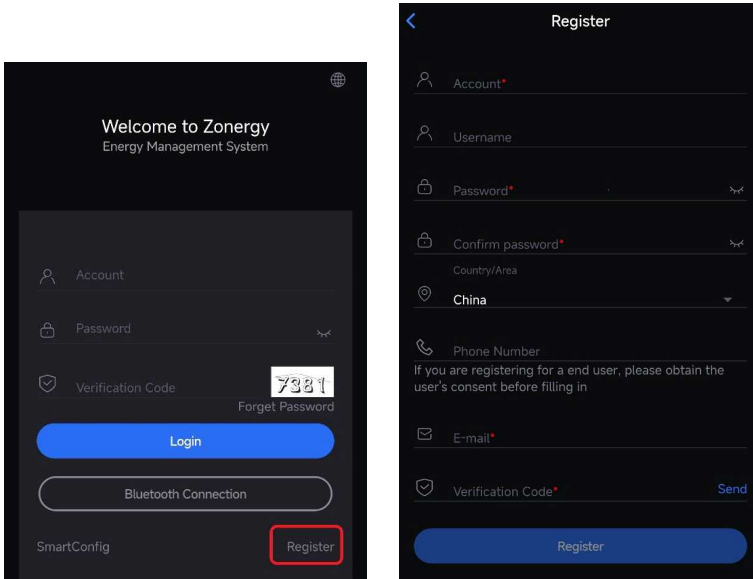 Welcome to Zonergy
Energy Management System
Account
Password
Verification Code
7381
Forget Password
Login
Bluetooth Connection
SmartConfig
Register
Register
Account*
Username
Password*
Confirm password*
Country/Area
China
Phone Number
If you are registering for a end user, please obtain the
user's consent before filling in
E-mail*
Verification Code*
Send
Register